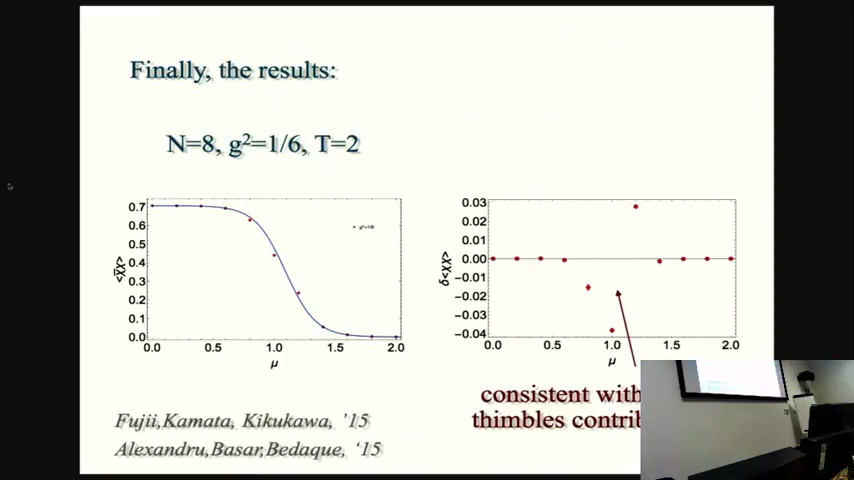 Finally, the results:
N=8, g²=1/6, T=2
0.7
0.6
0.5
0.4
0.3
0.2
0.1
0.0
<χ̄χ>
0.0 0.5 1.0 1.5 2.0
μ
0.03
0.02
0.01
0.00
-0.01
-0.02
-0.03
-0.04
δ<χχ>
0.0 0.5 1.0 1.5 2.0
μ
consistent with
thimbles contrib
Fujii,Kamata, Kikukawa, '15
Alexandru,Basar,Bedaque, '15